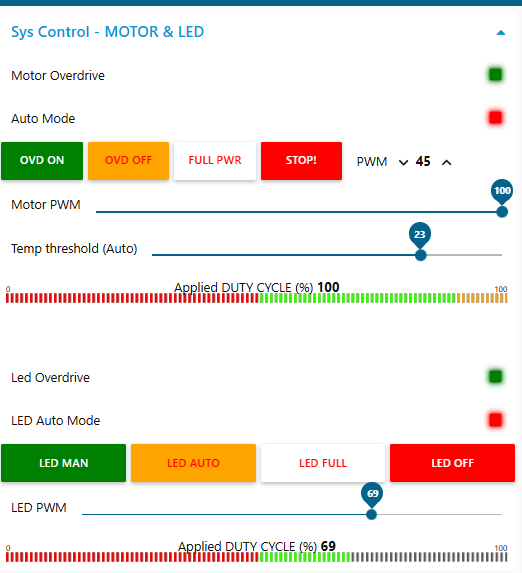 Sys Control - MOTOR & LED
Motor Overdrive
Auto Mode
OVD ON OVD OFF FULL PWR STOP! PWM 45
100
Motor PWM
23
Temp threshold (Auto)
0 Applied DUTY CYCLE (%) 100 100
Led Overdrive
LED Auto Mode
LED MAN LED AUTO LED FULL LED OFF
69
LED PWM
0 Applied DUTY CYCLE (%) 69 100